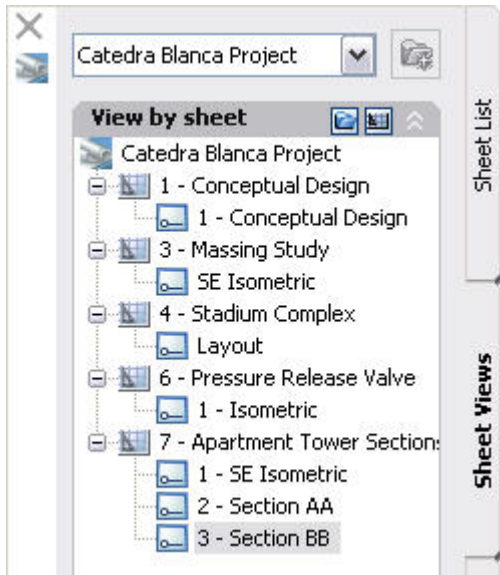 Catedra Blanca Project
View by sheet
Catedra Blanca Project
1 - Conceptual Design
1 - Conceptual Design
3 - Massing Study
SE Isometric
4 - Stadium Complex
Layout
6 - Pressure Release Valve
1 - Isometric
7 - Apartment Tower Sections
1 - SE Isometric
2 - Section AA
3 - Section BB
Sheet List
Sheet Views